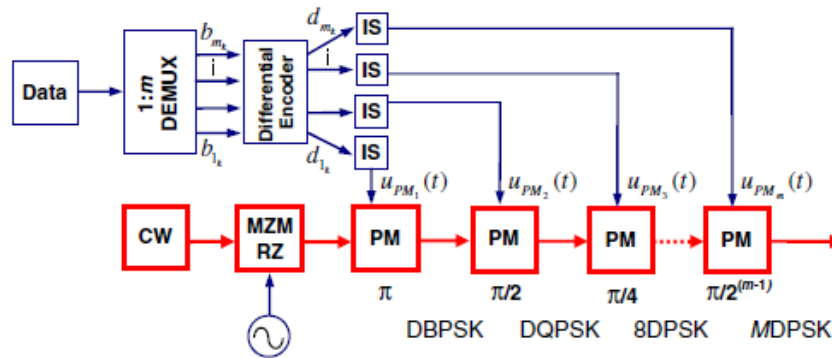 Data
1:m
DEMUX
b_{m_k}
i
b_{1_k}
Differential
Encoder
d_{m_k}
i
d_{1_k}
IS
IS
IS
IS
u_{PM_1}(t)
u_{PM_2}(t)
u_{PM_3}(t)
u_{PM_m}(t)
CW
MZM
RZ
PM
PM
PM
PM
π
π/2
π/4
π/2^{(m-1)}
DBPSK
DQPSK
8DPSK
MDPSK